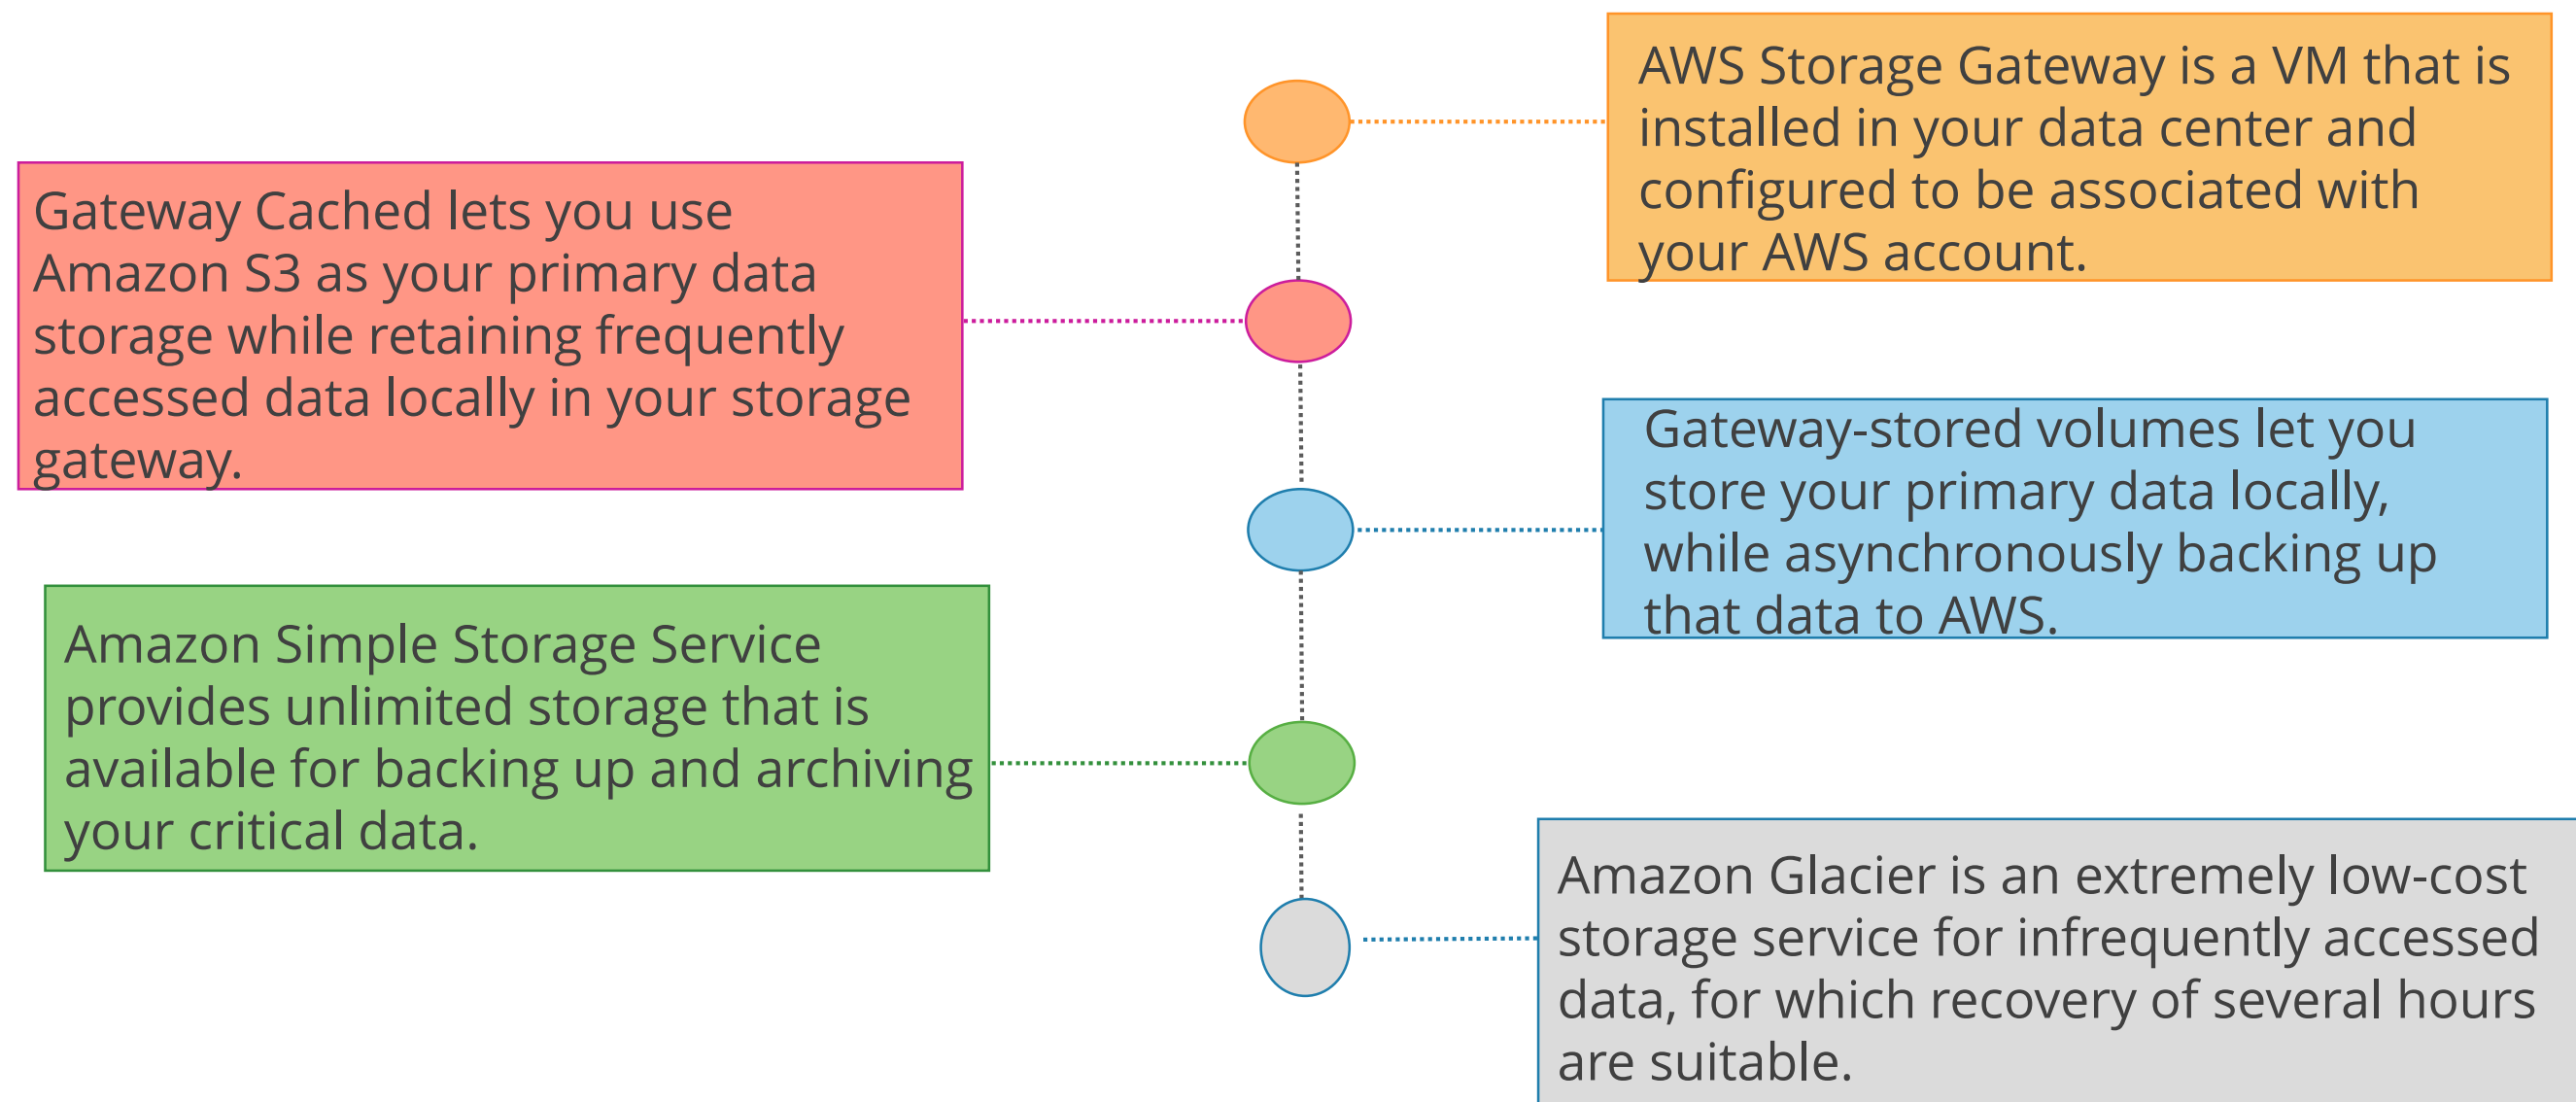 AWS Storage Gateway is a VM that is
installed in your data center and
configured to be associated with
your AWS account.
Gateway Cached lets you use
Amazon S3 as your primary data
storage while retaining frequently
accessed data locally in your storage
gateway.
Gateway-stored volumes let you
store your primary data locally,
while asynchronously backing up
that data to AWS.
Amazon Simple Storage Service
provides unlimited storage that is
available for backing up and archiving
your critical data.
Amazon Glacier is an extremely low-cost
storage service for infrequently accessed
data, for which recovery of several hours
are suitable.